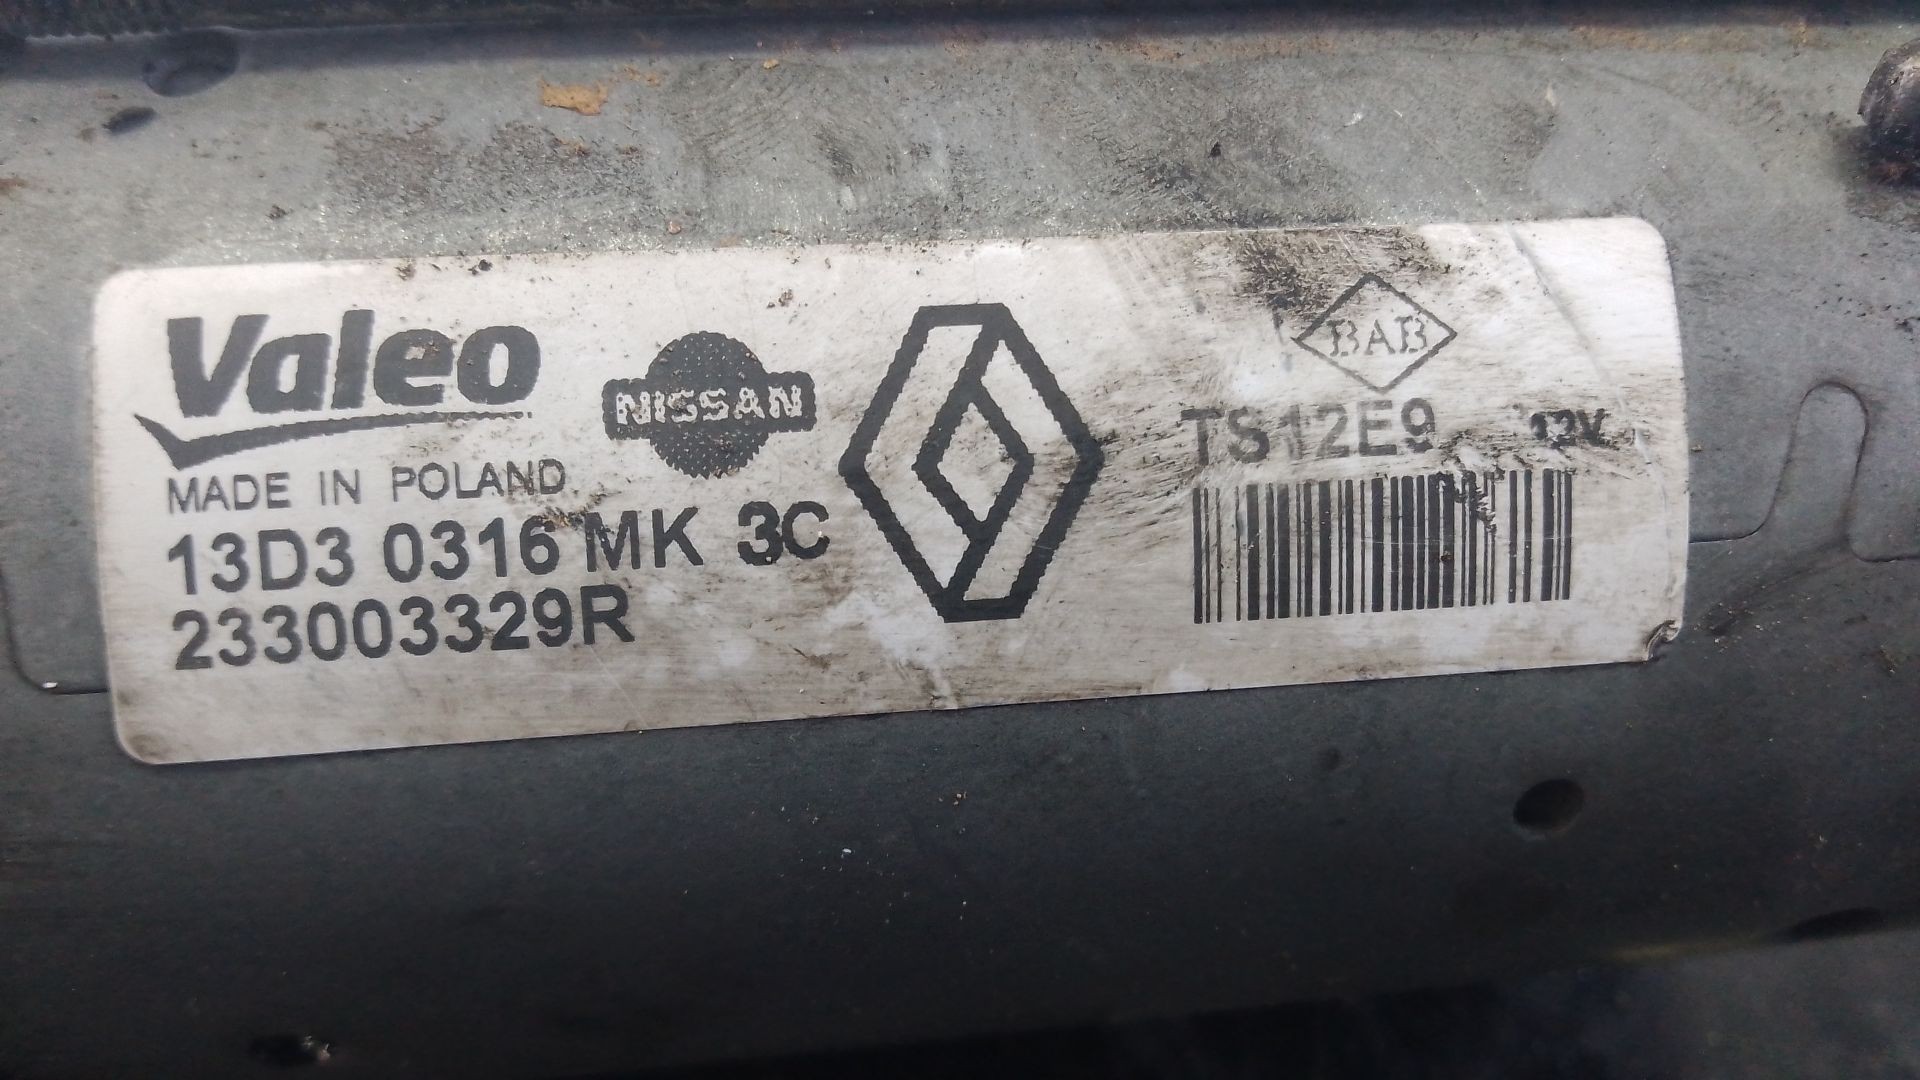 Valeo
MADE IN POLAND
13D3 0316 MK 3C
233003329R
NISSAN
BAB
TS12E9 12V